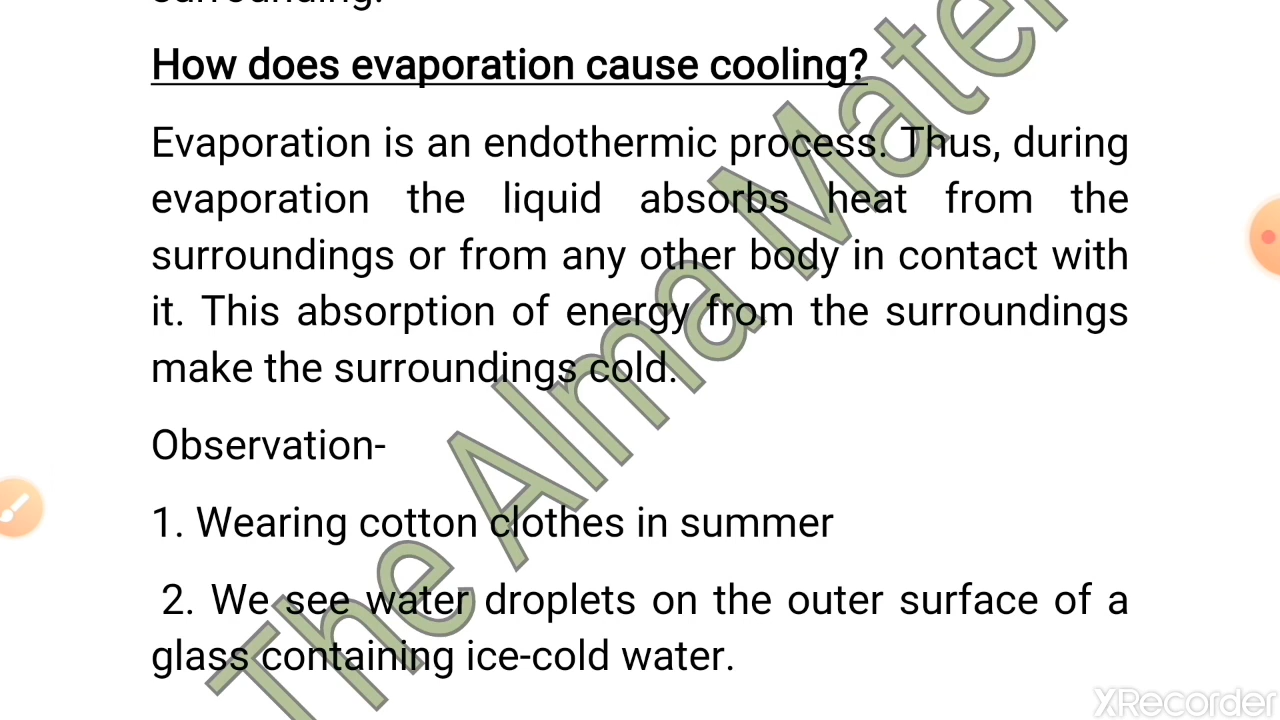 surrounding.
How does evaporation cause cooling?
Evaporation is an endothermic process. Thus, during
evaporation the liquid absorbs heat from the
surroundings or from any other body in contact with
it. This absorption of energy from the surroundings
make the surroundings cold.
Observation-
1. Wearing cotton clothes in summer
2. We see water droplets on the outer surface of a
glass containing ice-cold water.
The Alma Mater
XRecorder